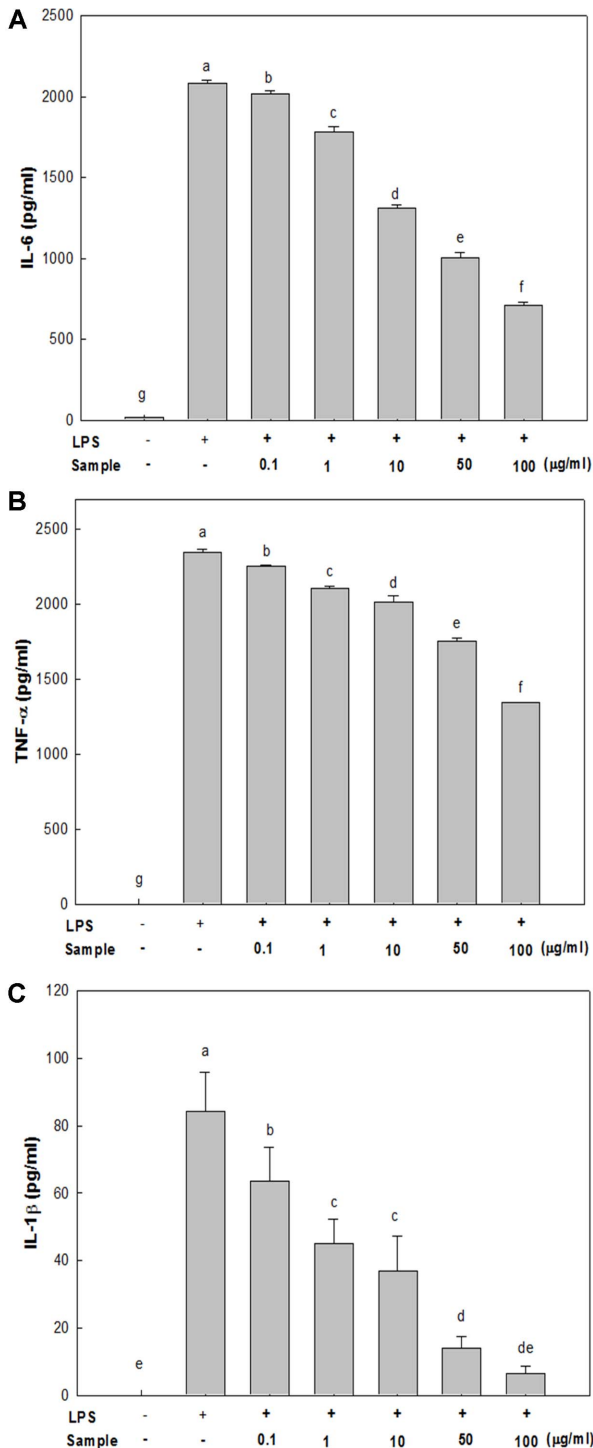 A
2500
a
b
2000
c
1500
d
e
1000
f
500
g
0
IL-6 (pg/ml)
LPS - + + + + + +
Sample - - 0.1 1 10 50 100 (μg/ml)
B
2500
a
b
c
d
2000
e
1500
f
1000
500
g
0
TNF-α (pg/ml)
LPS - + + + + + +
Sample - - 0.1 1 10 50 100 (μg/ml)
C
120
100
a
80
b
60
c
c
40
20
d
de
e
0
IL-1β (pg/ml)
LPS - + + + + + +
Sample - - 0.1 1 10 50 100 (μg/ml)